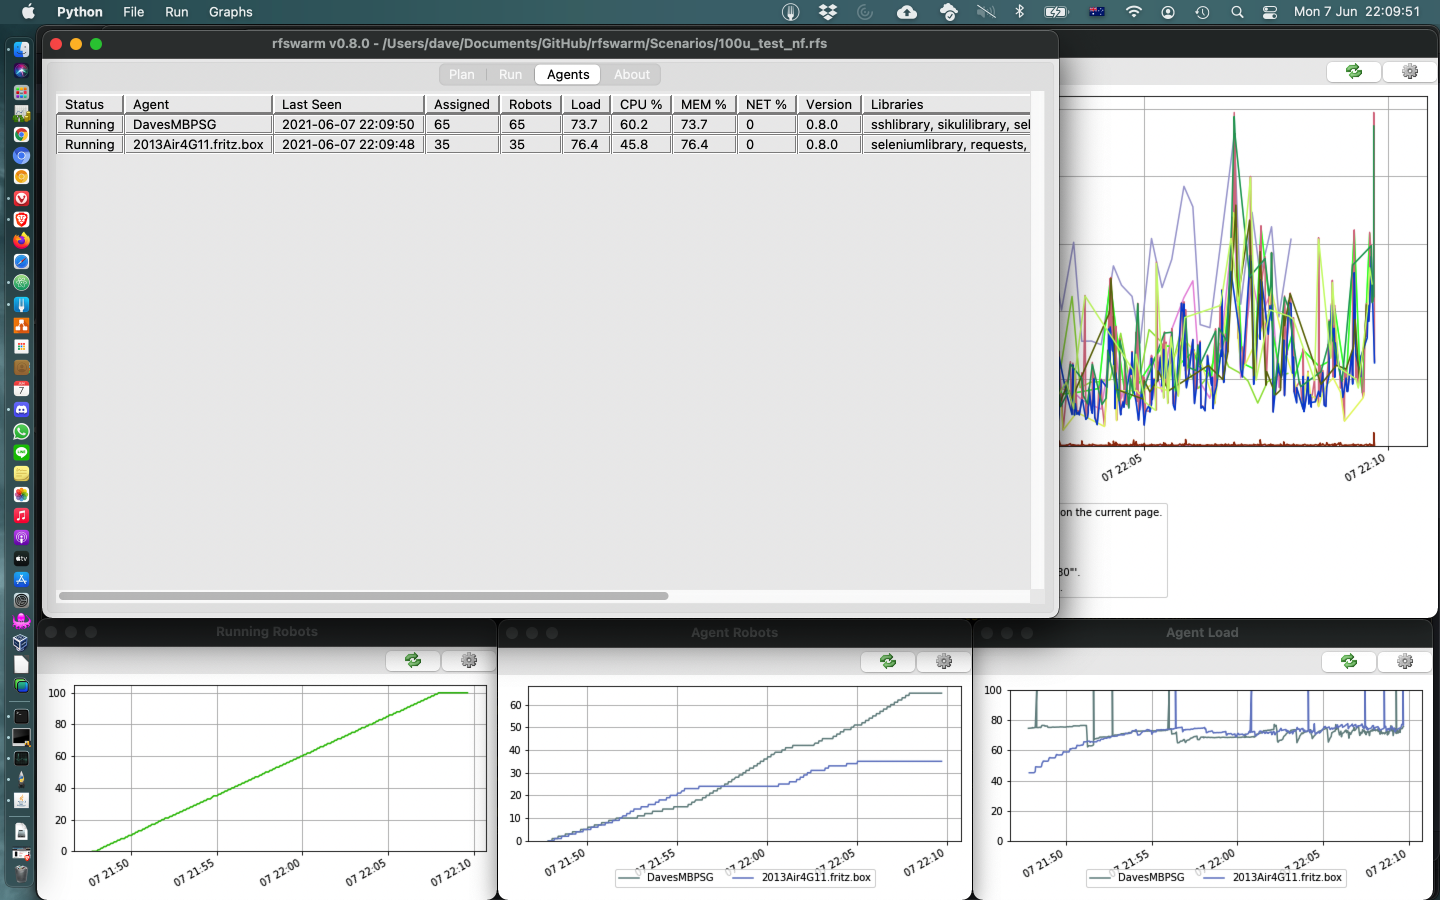 Python File Run Graphs Mon 7 Jun 22:09:51
rfswarm v0.8.0 - /Users/dave/Documents/GitHub/rfswarm/Scenarios/100u_test_nf.rfs
Plan Run Agents About
Status Agent Last Seen Assigned Robots Load CPU % MEM % NET % Version Libraries
Running DavesMBPSG 2021-06-07 22:09:50 65 65 73.7 60.2 73.7 0 0.8.0 sshlibrary, sikulilibrary, sel
Running 2013Air4G11.fritz.box 2021-06-07 22:09:48 35 35 76.4 45.8 76.4 0 0.8.0 seleniumlibrary, requests,
07 22:05 07 22:10
on the current page.
30"'.
.
Running Robots
100
80
60
40
20
0
07 21:50 07 21:55 07 22:00 07 22:05 07 22:10
Agent Robots
60
50
40
30
20
10
0
07 21:50 07 21:55 07 22:00 07 22:05 07 22:10
DavesMBPSG 2013Air4G11.fritz.box
Agent Load
100
80
60
40
20
0
07 21:50 07 21:55 07 22:00 07 22:05 07 22:10
DavesMBPSG 2013Air4G11.fritz.box